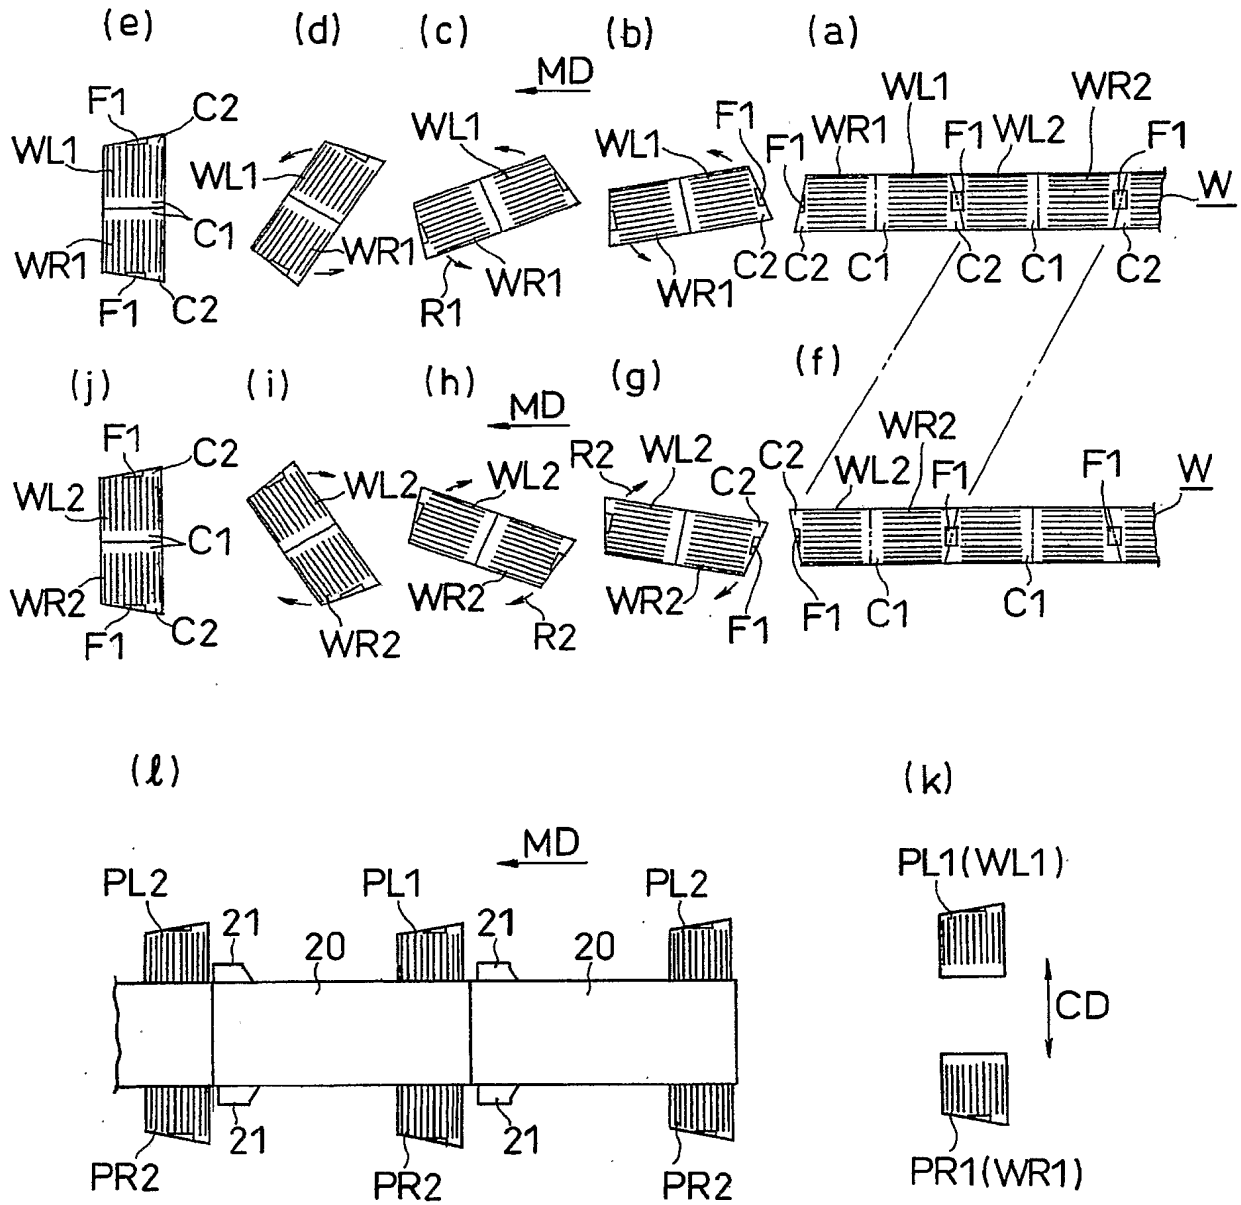 (e) (d) (c) (b) (a)
MD
F1 C2 WL1 F1 WL1 WR2
WL1 WL1 WL1 F1 WR1 F1 WL2 F1
W
C1
WR1 WR1 WR1 C2 C2 C1 C2 C1 C2
F1 C2 R1 WR1
(j) (i) (h) (g) (f)
MD
F1 C2 R2 WL2 C2 WR2
WL2 WL2 WL2 C2 WL2 F1 F1 W
C1
WR2 WR2 WR2 F1 C1 C1
F1 C2 WR2 R2 F1
(ℓ) (k)
MD
PL2 PL1 PL2 PL1(WL1)
21 20 21 20
CD
21 21
PR2 PR2 PR2 PR1(WR1)